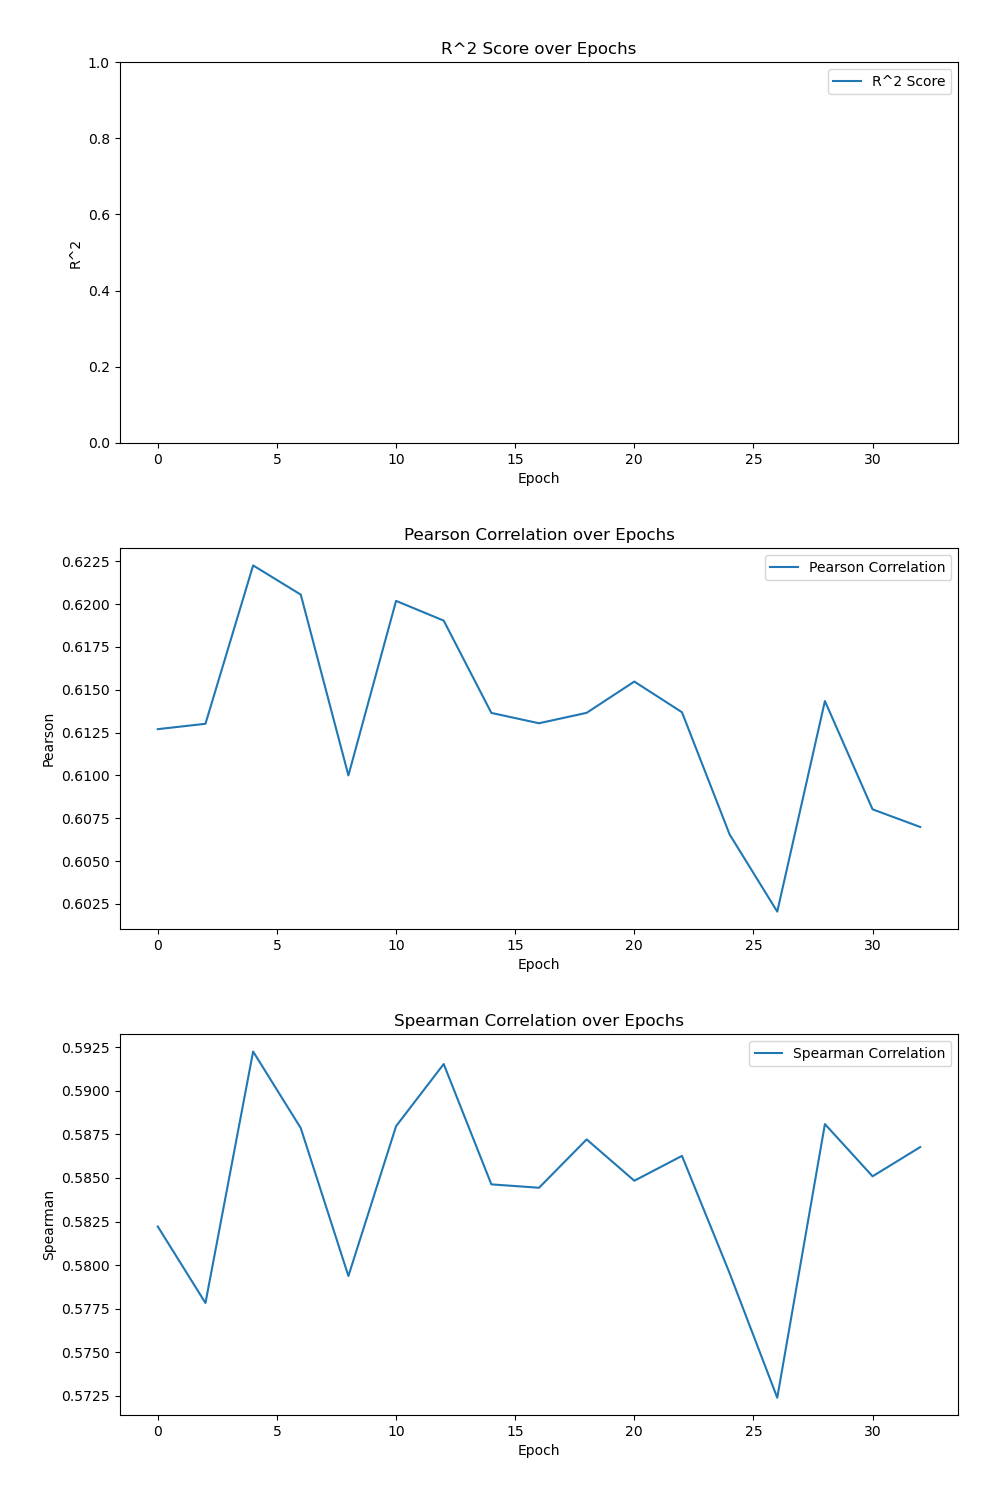 R^2 Score over Epochs
R^2 Score
1.0
0.8
0.6
0.4
0.2
0.0
R^2
0 5 10 15 20 25 30
Epoch
Pearson Correlation over Epochs
Pearson Correlation
0.6225
0.6200
0.6175
0.6150
0.6125
0.6100
0.6075
0.6050
0.6025
Pearson
0 5 10 15 20 25 30
Epoch
Spearman Correlation over Epochs
Spearman Correlation
0.5925
0.5900
0.5875
0.5850
0.5825
0.5800
0.5775
0.5750
0.5725
Spearman
0 5 10 15 20 25 30
Epoch